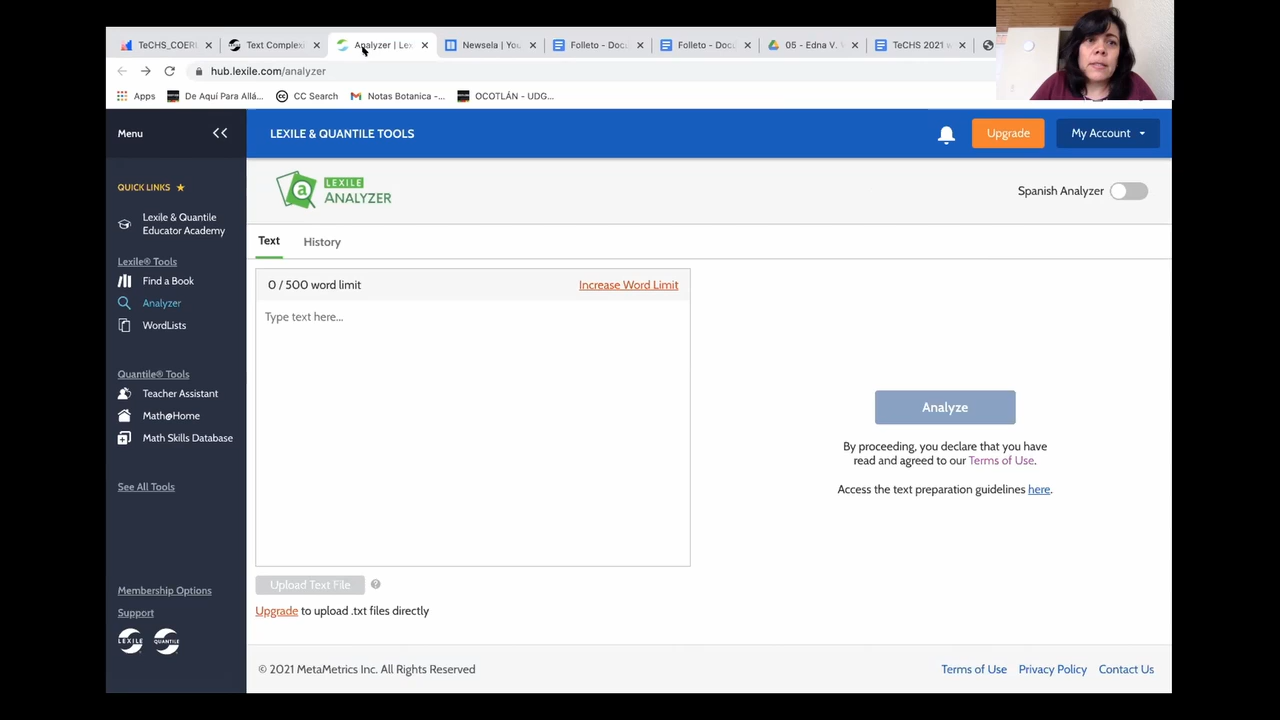 TeCHS_COERL
Text Complexi
Analyzer | Lex
Newsela | You
Folleto - Docu
Folleto - Docu
05 - Edna V. V
TeCHS 2021 w
hub.lexile.com/analyzer
Apps
De Aquí Para Allá...
CC Search
Notas Botanica -...
OCOTLÁN - UDG...
Menu
LEXILE & QUANTILE TOOLS
Upgrade
My Account
QUICK LINKS
LEXILE
ANALYZER
Spanish Analyzer
Lexile & Quantile
Educator Academy
Text
History
Lexile® Tools
Find a Book
Analyzer
WordLists
0 / 500 word limit
Increase Word Limit
Type text here...
Quantile® Tools
Teacher Assistant
Math@Home
Math Skills Database
Analyze
By proceeding, you declare that you have
read and agreed to our Terms of Use.
Access the text preparation guidelines here.
See All Tools
Upload Text File
Upgrade to upload .txt files directly
Membership Options
Support
LEXILE
QUANTILE
© 2021 MetaMetrics Inc. All Rights Reserved
Terms of Use
Privacy Policy
Contact Us